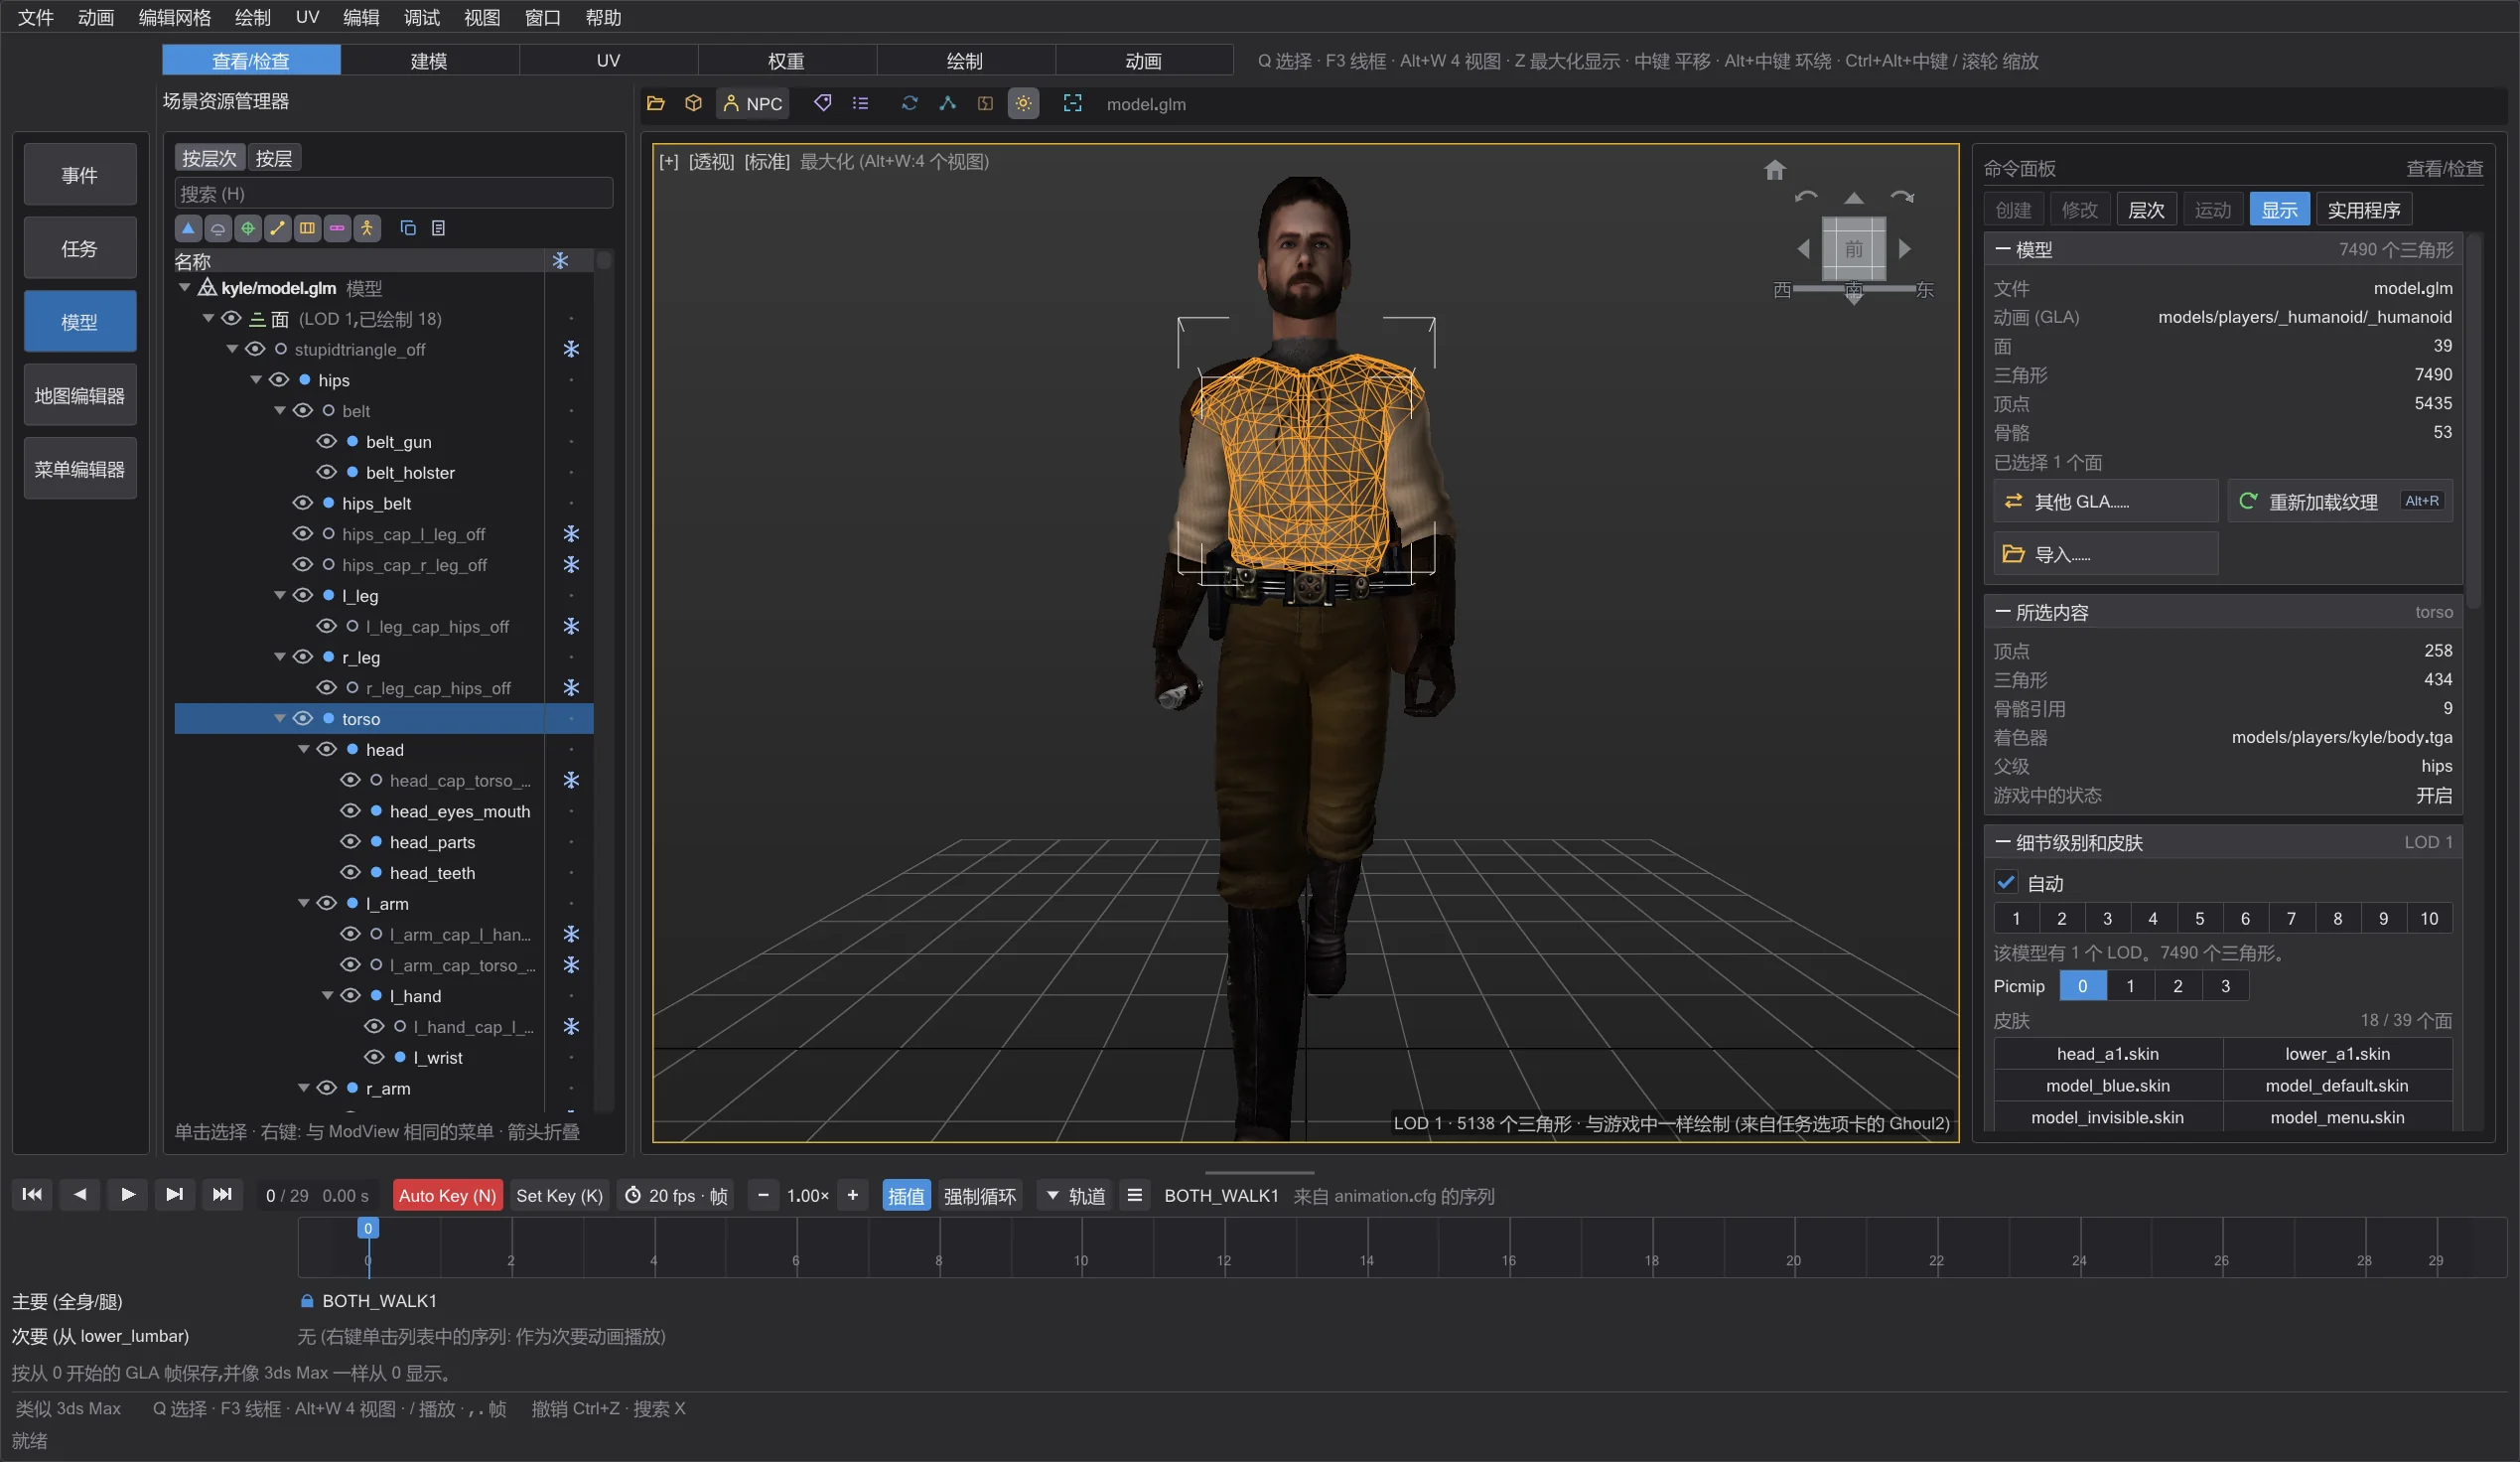 文件 动画 编辑网格 绘制 UV 编辑 调试 视图 窗口 帮助
查看/检查 建模 UV 权重 绘制 动画 Q 选择 · F3 线框 · Alt+W 4 视图 · Z 最大化显示 · 中键 平移 · Alt+中键 环绕 · Ctrl+Alt+中键 / 滚轮 缩放
场景资源管理器
NPC model.glm
事件
任务
模型
地图编辑器
菜单编辑器
按层次 按层
搜索 (H)
名称
kyle/model.glm 模型
面 (LOD 1,已绘制 18)
stupidtriangle_off
hips
belt
belt_gun
belt_holster
hips_belt
hips_cap_l_leg_off
hips_cap_r_leg_off
l_leg
l_leg_cap_hips_off
r_leg
r_leg_cap_hips_off
torso
head
head_cap_torso_...
head_eyes_mouth
head_parts
head_teeth
l_arm
l_arm_cap_l_han...
l_arm_cap_torso_...
l_hand
l_hand_cap_l_...
l_wrist
r_arm
单击选择 · 右键: 与 ModView 相同的菜单 · 箭头折叠
[+] [透视] [标准] 最大化 (Alt+W:4 个视图)
前
西 南 东
LOD 1 · 5138 个三角形 · 与游戏中一样绘制 (来自任务选项卡的 Ghoul2)
命令面板 查看/检查
创建 修改 层次 运动 显示 实用程序
模型 7490 个三角形
文件 model.glm
动画 (GLA) models/players/_humanoid/_humanoid
面 39
三角形 7490
顶点 5435
骨骼 53
已选择 1 个面
其他 GLA...... 重新加载纹理 Alt+R
导入......
所选内容 torso
顶点 258
三角形 434
骨骼引用 9
着色器 models/players/kyle/body.tga
父级 hips
游戏中的状态 开启
细节级别和皮肤 LOD 1
自动
1 2 3 4 5 6 7 8 9 10
该模型有 1 个 LOD。7490 个三角形。
Picmip 0 1 2 3
皮肤 18 / 39 个面
head_a1.skin lower_a1.skin
model_blue.skin model_default.skin
model_invisible.skin model_menu.skin
0 / 29 0.00 s Auto Key (N) Set Key (K) 20 fps · 帧 − 1.00× + 插值 强制循环 轨道 BOTH_WALK1 来自 animation.cfg 的序列
0
0 2 4 6 8 10 12 14 16 18 20 22 24 26 28 29
主要 (全身/腿) BOTH_WALK1
次要 (从 lower_lumbar) 无 (右键单击列表中的序列: 作为次要动画播放)
按从 0 开始的 GLA 帧保存,并像 3ds Max 一样从 0 显示。
类似 3ds Max Q 选择 · F3 线框 · Alt+W 4 视图 · / 播放 · , . 帧 撤销 Ctrl+Z · 搜索 X
就绪